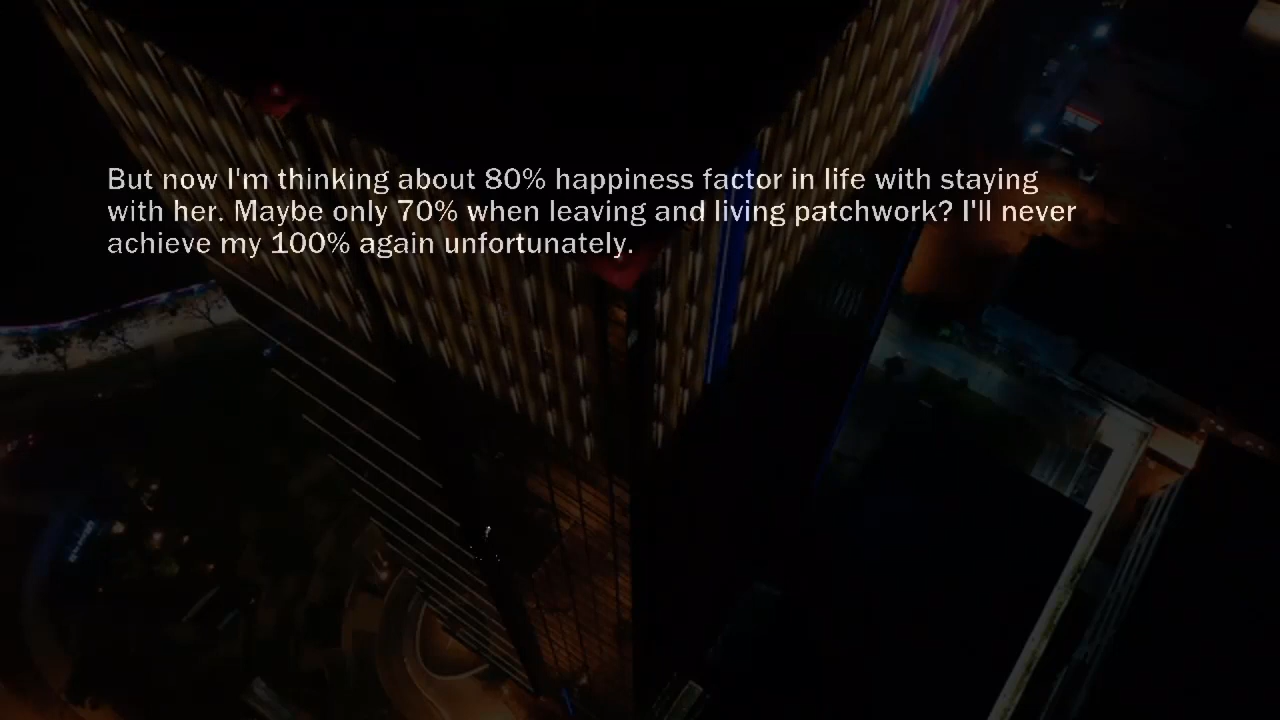 But now I'm thinking about 80% happiness factor in life with staying
with her. Maybe only 70% when leaving and living patchwork? I'll never
achieve my 100% again unfortunately.